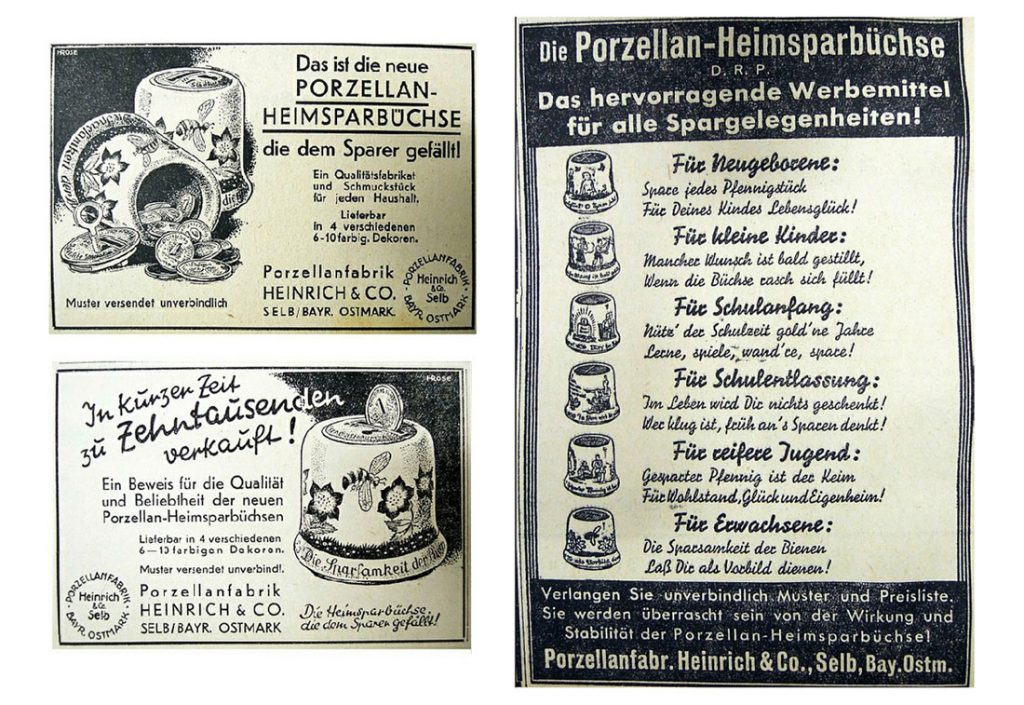 HROSE
Das ist die neue
PORZELLAN-
HEIMSPARBÜCHSE
die dem Sparer gefällt!
Ein Qualitätsfabrikat
und Schmuckstück
für jeden Haushalt.
Lieferbar
in 4 verschiedenen
6-10farbig. Dekoren.
Porzellanfabrik
HEINRICH & CO.
SELB/BAYR. OSTMARK.
PORZELLANFABRIK
Heinrich
& Co.
Selb
BAYR. OSTMARK
Muster versendet unverbindlich
HROSE
In kurzer Zeit
zu Zehntausenden
verkauft!
Ein Beweis für die Qualität
und Beliebtheit der neuen
Porzellan-Heimsparbüchsen
Lieferbar in 4 verschiedenen
6—10 farbigen Dekoren.
Muster versendet unverbindl.
Die Sparsamkeit der
PORZELLANFABRIK
Heinrich
& Co.
Selb
BAYR. OSTMARK
Porzellanfabrik
HEINRICH & CO.
SELB/BAYR. OSTMARK
Die Heimsparbüchse,
die dem Sparer gefällt!
Die Porzellan-Heimsparbüchse
D. R. P.
Das hervorragende Werbemittel
für alle Spargelegenheiten!
Für Neugeborene:
Spare jedes Pfennigstück
Für Deines Kindes Lebensglück!
Für kleine Kinder:
Mancher Wunsch ist bald gestillt,
Wenn die Büchse rasch sich füllt!
Für Schulanfang:
Nütz' der Schulzeit gold'ne Jahre
Lerne, spiele, wand're, spare!
Für Schulentlassung:
Im Leben wird Dir nichts geschenkt!
Wer klug ist, früh an's Sparen denkt!
Für reifere Jugend:
Gesparter Pfennig ist der Keim
Für Wohlstand, Glück und Eigenheim!
Für Erwachsene:
Die Sparsamkeit der Bienen
Laß Dir als Vorbild dienen!
Verlangen Sie unverbindlich Muster und Preisliste.
Sie werden überrascht sein von der Wirkung und
Stabilität der Porzellan-Heimsparbüchse!
Porzellanfabr. Heinrich & Co., Selb, Bay. Ostm.